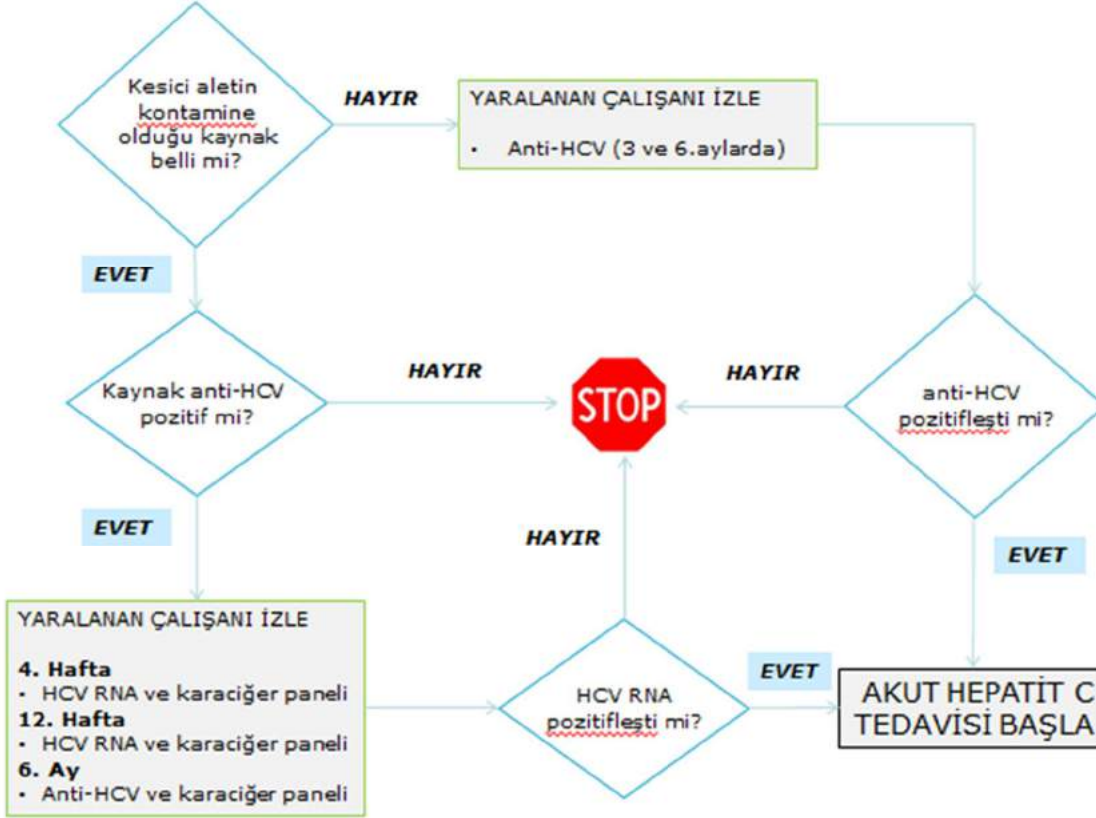 Kesici aletin
kontamine
olduğu kaynak
belli mi?
HAYIR
YARALANAN ÇALIŞANI İZLE
• Anti-HCV (3 ve 6.aylarda)
EVET
Kaynak anti-HCV
pozitif mi?
HAYIR
STOP
HAYIR
anti-HCV
pozitifleşti mi?
EVET
HAYIR
EVET
YARALANAN ÇALIŞANI İZLE
4. Hafta
• HCV RNA ve karaciğer paneli
12. Hafta
• HCV RNA ve karaciğer paneli
6. Ay
• Anti-HCV ve karaciğer paneli
HCV RNA
pozitifleşti mi?
EVET
AKUT HEPATİT C
TEDAVİSİ BAŞLA